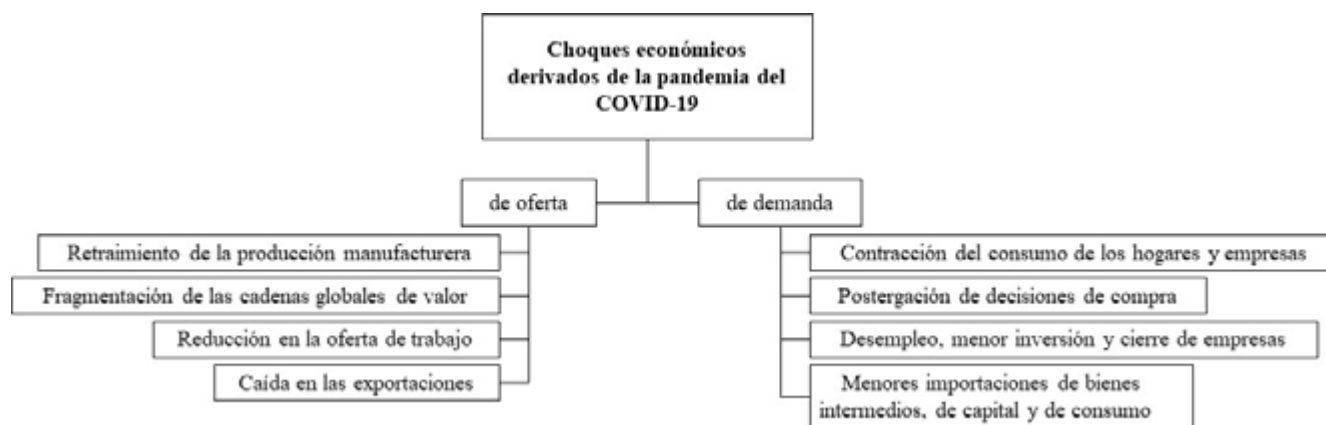 Choques económicos
derivados de la pandemia del
COVID-19
de oferta
de demanda
Retraimiento de la producción manufacturera
Fragmentación de las cadenas globales de valor
Reducción en la oferta de trabajo
Caída en las exportaciones
Contracción del consumo de los hogares y empresas
Postergación de decisiones de compra
Desempleo, menor inversión y cierre de empresas
Menores importaciones de bienes
intermedios, de capital y de consumo